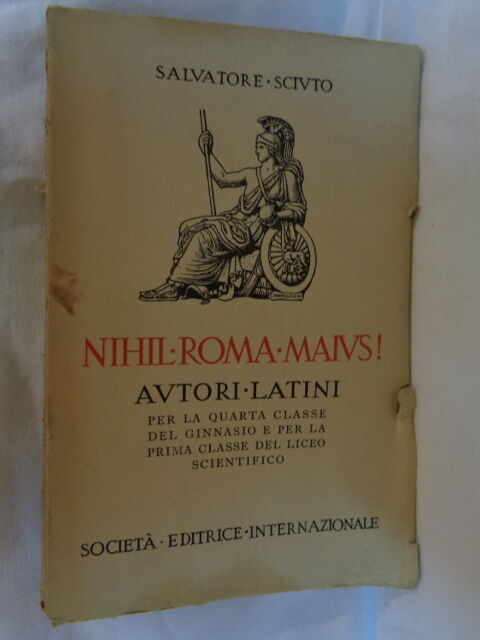 SALVATORE · SCIVTO
NIHIL · ROMA · MAIVS!
AVTORI · LATINI
PER LA QUARTA CLASSE
DEL GINNASIO E PER LA
PRIMA CLASSE DEL LICEO
SCIENTIFICO
SOCIETÀ · EDITRICE · INTERNAZIONALE